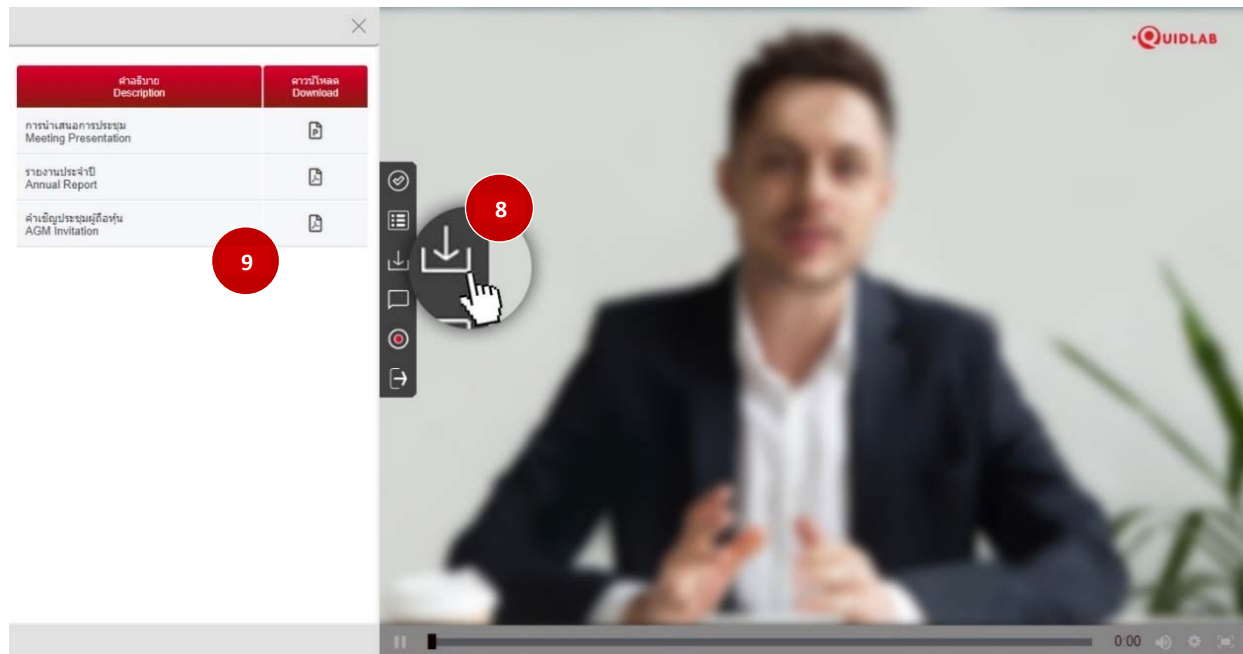 QUIDLAB
คำอธิบาย
Description
ดาวน์โหลด
Download
การนำเสนอการประชุม
Meeting Presentation
รายงานประจำปี
Annual Report
คำเชิญประชุมผู้ถือหุ้น
AGM Invitation
8
9
0:00